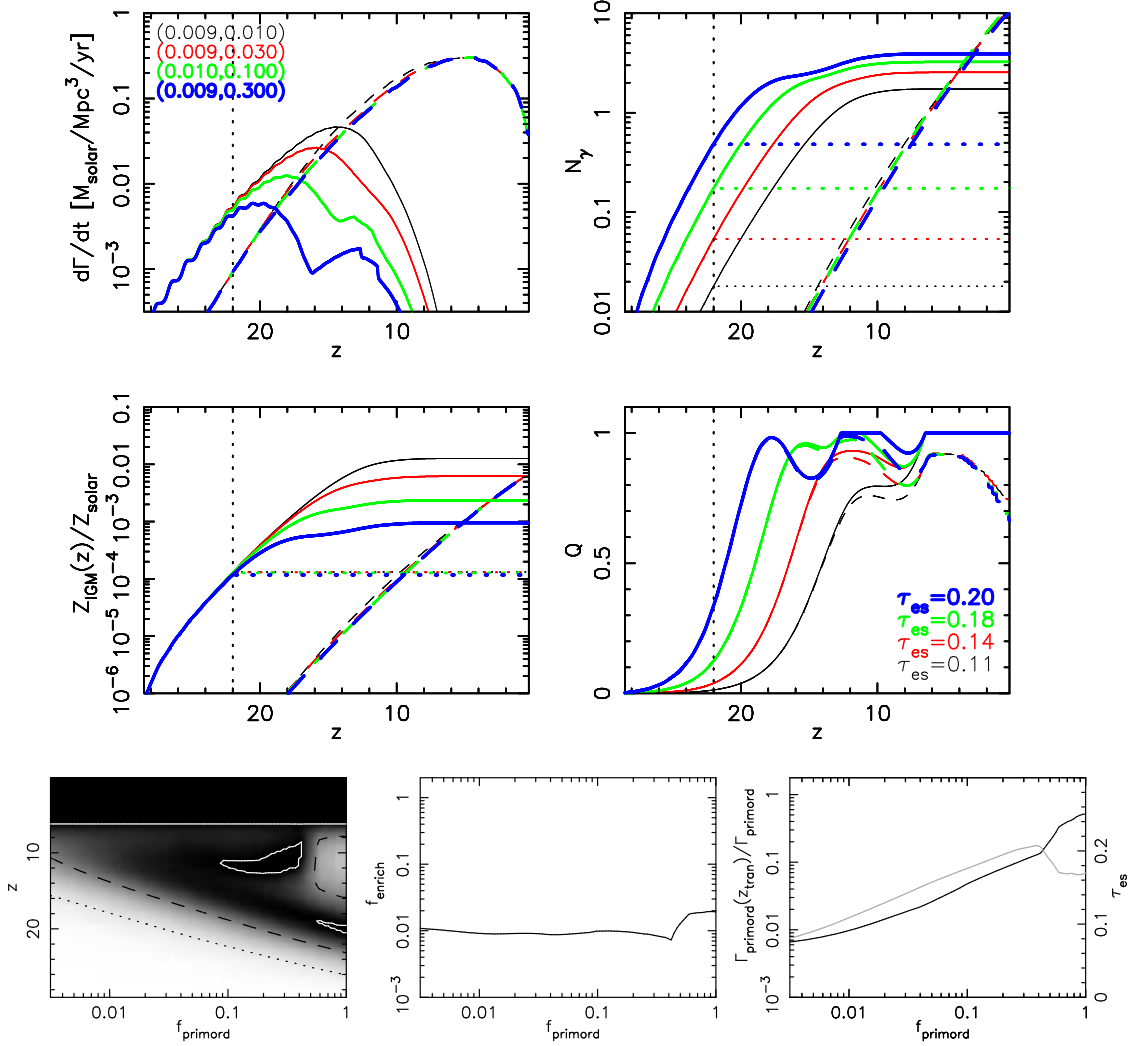 (0.009,0.010)
(0.009,0.030)
(0.010,0.100)
(0.009,0.300)
dΓ/dt [M_solar/Mpc^3/yr]
0.1
0.01
10^-3
20
10
z
N_γ
10
1
0.1
0.01
20
10
z
Z_IGM(z)/Z_solar
0.1
0.01
10^-3
10^-4
10^-5
10^-6
20
10
z
Q
1
0.5
0
20
10
z
τ_es=0.20
τ_es=0.18
τ_es=0.14
τ_es=0.11
z
10
20
0.01
0.1
1
f_primord
f_enrich
1
0.1
0.01
10^-3
0.01
0.1
1
f_primord
Γ_primord(z_tran)/Γ_primord
1
0.1
0.01
10^-3
0.01
0.1
1
f_primord
0.2
0.1
0
τ_es